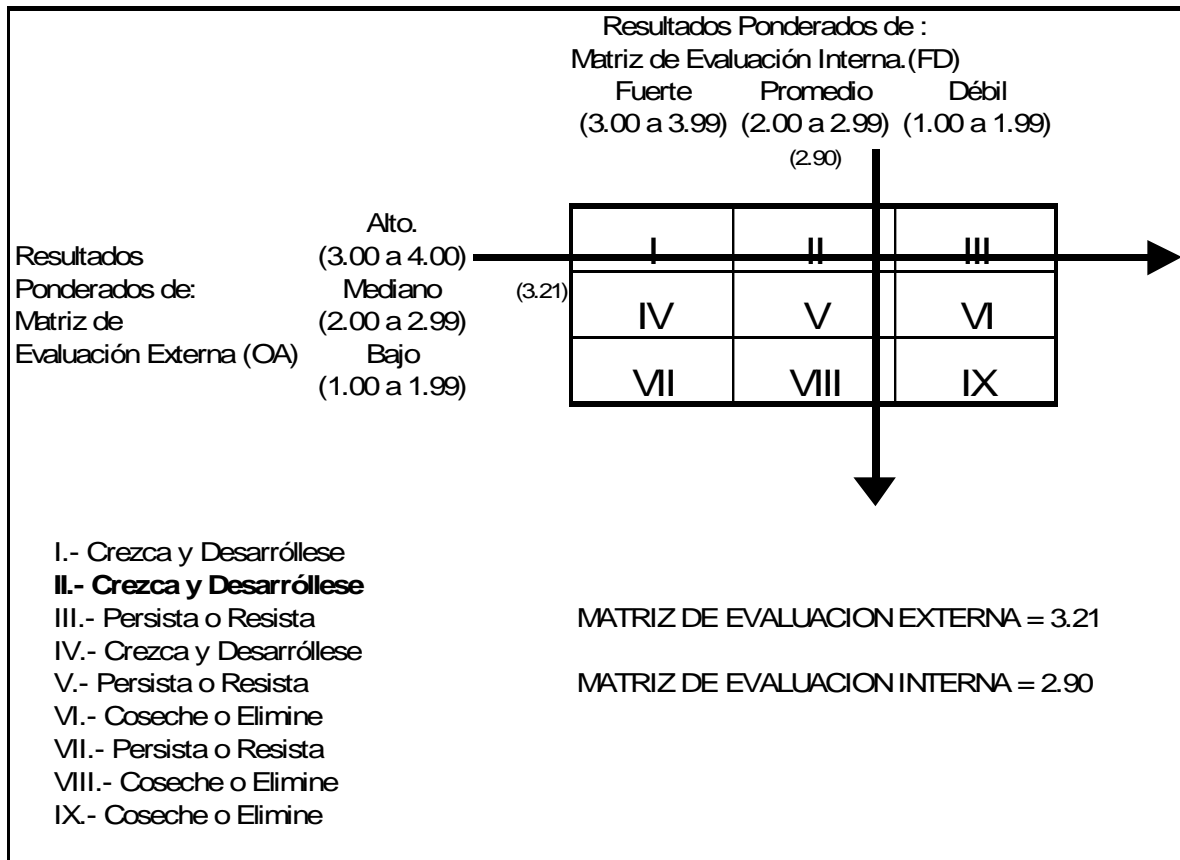 Resultados Ponderados de :
Matriz de Evaluación Interna.(FD)
Fuerte Promedio Débil
(3.00 a 3.99) (2.00 a 2.99) (1.00 a 1.99)
(2.90)
Alto.
Resultados (3.00 a 4.00) I II III
Ponderados de: Mediano (3.21)
Matriz de (2.00 a 2.99) IV V VI
Evaluación Externa (OA) Bajo
(1.00 a 1.99) VII VIII IX
I.- Crezca y Desarróllese
II.- Crezca y Desarróllese
III.- Persista o Resista MATRIZ DE EVALUACION EXTERNA = 3.21
IV.- Crezca y Desarróllese
V.- Persista o Resista MATRIZ DE EVALUACION INTERNA = 2.90
VI.- Coseche o Elimine
VII.- Persista o Resista
VIII.- Coseche o Elimine
IX.- Coseche o Elimine